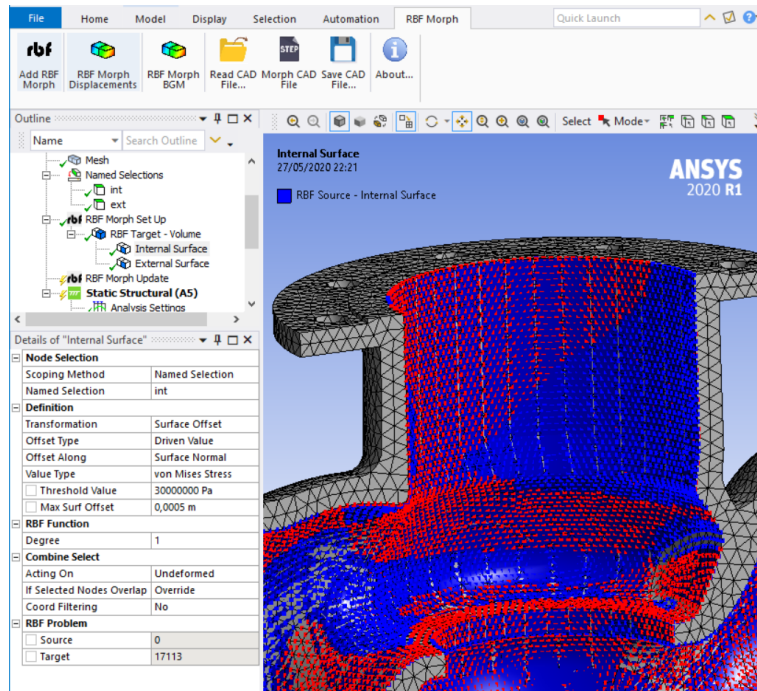 File Home Model Display Selection Automation RBF Morph Quick Launch
rbf STEP
Add RBF Morph RBF Morph Displacements RBF Morph BGM Read CAD File... Morph CAD File Save CAD File... About...
Outline
Name Search Outline
Mesh
Named Selections
int
ext
rbf RBF Morph Set Up
RBF Target - Volume
Internal Surface
External Surface
rbf RBF Morph Update
Static Structural (A5)
Analysis Settings
Details of "Internal Surface"
Node Selection
Scoping Method Named Selection
Named Selection int
Definition
Transformation Surface Offset
Offset Type Driven Value
Offset Along Surface Normal
Value Type von Mises Stress
Threshold Value 30000000 Pa
Max Surf Offset 0,0005 m
RBF Function
Degree 1
Combine Select
Acting On Undeformed
If Selected Nodes Overlap Override
Coord Filtering No
RBF Problem
Source 0
Target 17113
Select Mode
Internal Surface
27/05/2020 22:21
RBF Source - Internal Surface
ANSYS
2020 R1